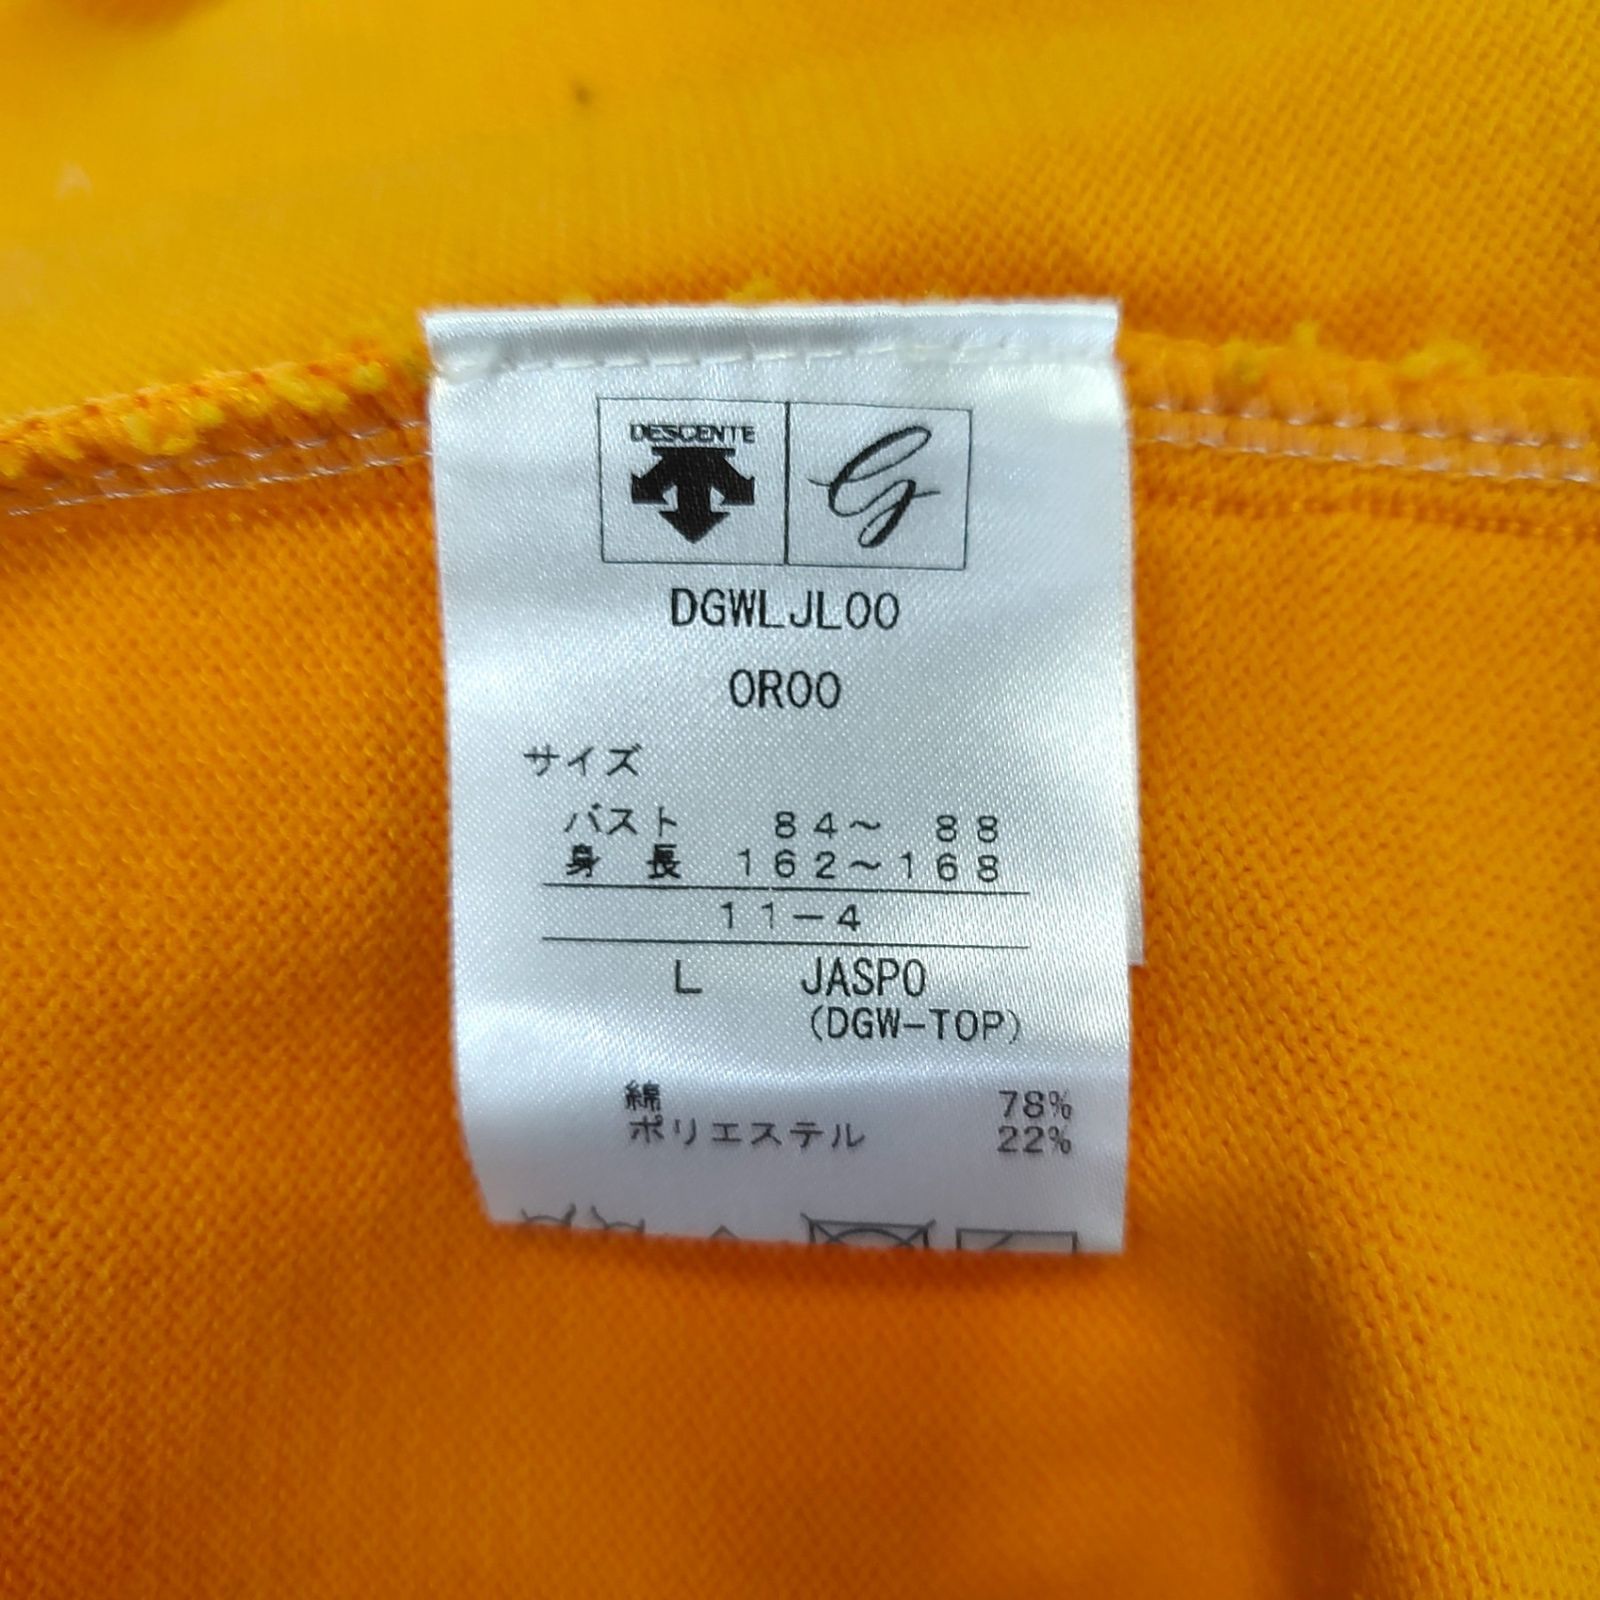 DESCENTE
G
DGWLJL00
OR00
サイズ
バスト 84～ 88
身 長 162～168
11－4
L JASPO
(DGW-TOP)
綿 78%
ポリエステル 22%